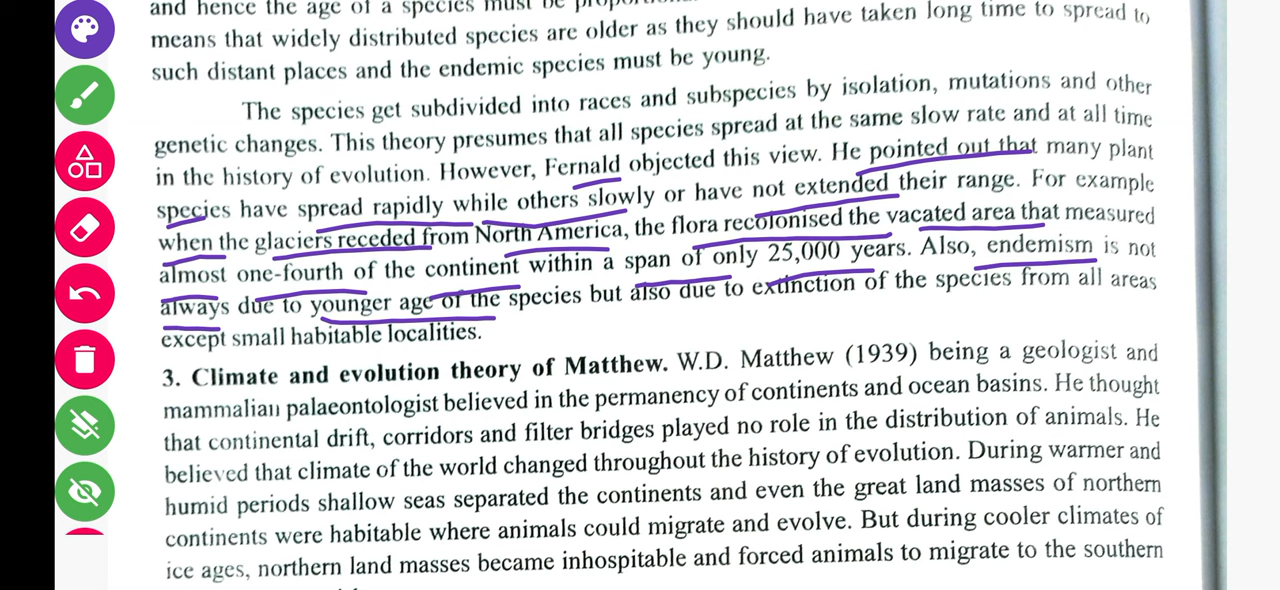 and hence the age of a species must be
means that widely distributed species are older as they should have taken long time to spread to
such distant places and the endemic species must be young.
The species get subdivided into races and subspecies by isolation, mutations and other
genetic changes. This theory presumes that all species spread at the same slow rate and at all time
in the history of evolution. However, Fernald objected this view. He pointed out that many plant
species have spread rapidly while others slowly or have not extended their range. For example
when the glaciers receded from North America, the flora recolonised the vacated area that measured
almost one-fourth of the continent within a span of only 25,000 years. Also, endemism is not
always due to younger age of the species but also due to extinction of the species from all areas
except small habitable localities.
3. Climate and evolution theory of Matthew. W.D. Matthew (1939) being a geologist and
mammalian palaeontologist believed in the permanency of continents and ocean basins. He thought
that continental drift, corridors and filter bridges played no role in the distribution of animals. He
believed that climate of the world changed throughout the history of evolution. During warmer and
humid periods shallow seas separated the continents and even the great land masses of northern
continents were habitable where animals could migrate and evolve. But during cooler climates of
ice ages, northern land masses became inhospitable and forced animals to migrate to the southern